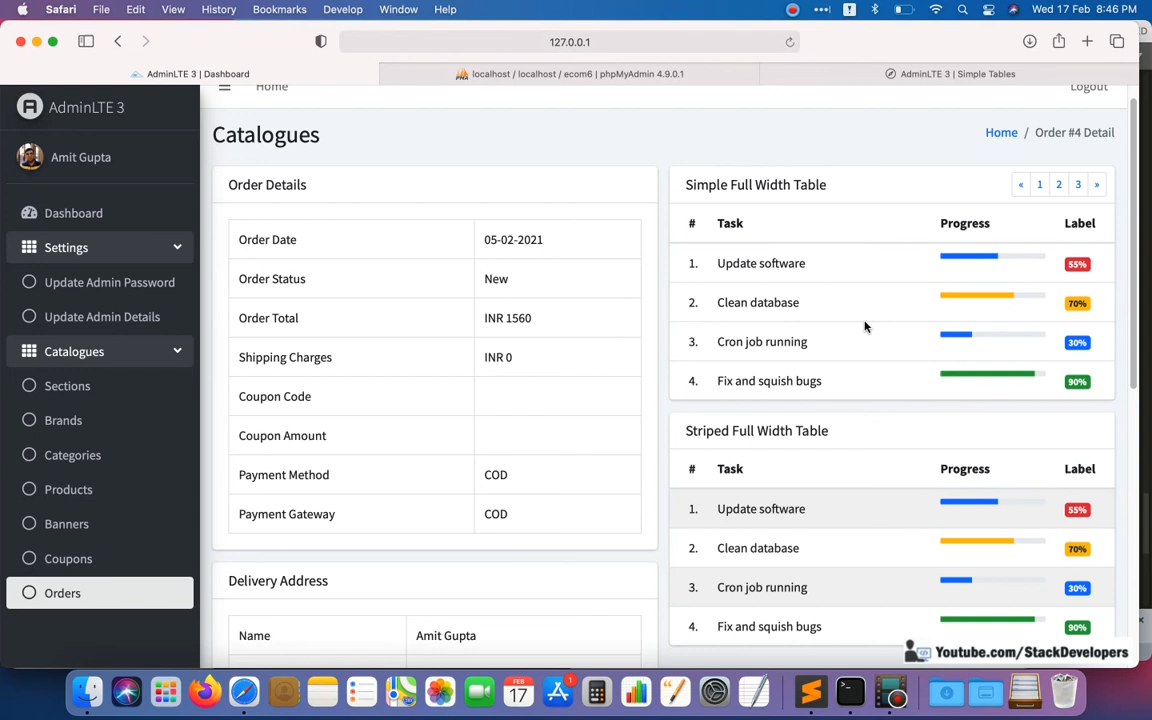 Safari File Edit View History Bookmarks Develop Window Help Wed 17 Feb 8:46 PM
127.0.0.1
AdminLTE 3 | Dashboard
localhost / localhost / ecom6 | phpMyAdmin 4.9.0.1
AdminLTE 3 | Simple Tables
AdminLTE 3
Home Logout
Catalogues
Home / Order #4 Detail
Amit Gupta
Dashboard
Settings
Update Admin Password
Update Admin Details
Catalogues
Sections
Brands
Categories
Products
Banners
Coupons
Orders
Order Details
Order Date 05-02-2021
Order Status New
Order Total INR 1560
Shipping Charges INR 0
Coupon Code
Coupon Amount
Payment Method COD
Payment Gateway COD
Delivery Address
Name Amit Gupta
Simple Full Width Table
« 1 2 3 »
# Task Progress Label
1. Update software 55%
2. Clean database 70%
3. Cron job running 30%
4. Fix and squish bugs 90%
Striped Full Width Table
# Task Progress Label
1. Update software 55%
2. Clean database 70%
3. Cron job running 30%
4. Fix and squish bugs 90%
Youtube.com/StackDevelopers
FEB
17
1